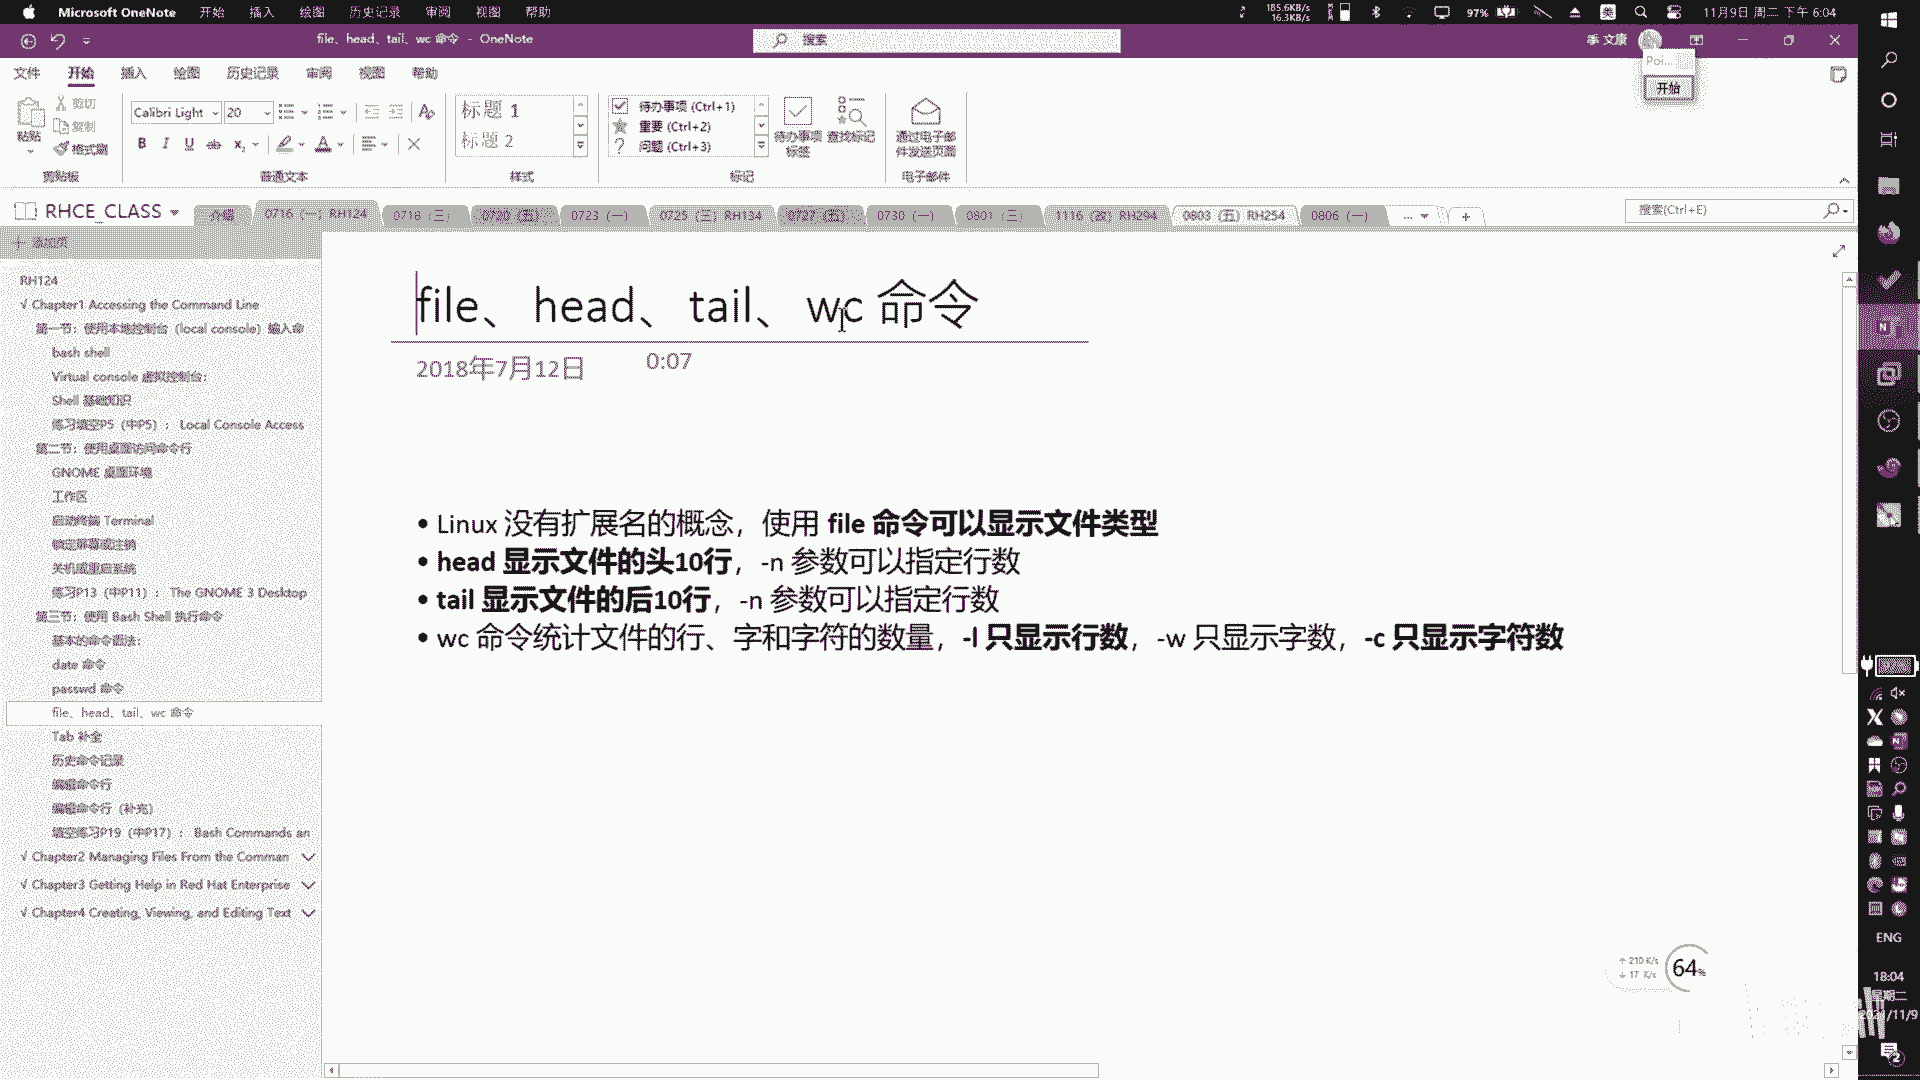 Microsoft OneNote 开始 插入 绘图 历史记录 审阅 视图 帮助 185.6KB/s 16.3KB/s 97% 美 11月9日 周二 下午 6:04
file、head、tail、wc 命令 - OneNote 搜索 季 文康
文件 开始 插入 绘图 历史记录 审阅 视图 帮助 Poi...
开始
粘贴 剪切 复制 格式刷 Calibri Light 20 标题 1 标题 2
待办事项 (Ctrl+1)
重要 (Ctrl+2)
问题 (Ctrl+3)
待办事项标签 查找标记 通过电子邮件发送页面
剪贴板 普通文本 样式 标记 电子邮件
RHCE_CLASS 介绍 0716 (一) RH124 0718 (三) 0720 (五) 0723 (一) 0725 (三) RH134 0727 (五) 0730 (一) 0801 (三) 1116 (改) RH294 0803 (五) RH254 0806 (一) ... + 搜索(Ctrl+E)
添加页
RH124
√ Chapter1 Accessing the Command Line
第一节：使用本地控制台（local console）输入命
bash shell
Virtual console 虚拟控制台：
Shell 基础知识
练习填空P5（中P5）： Local Console Access
第二节：使用桌面访问命令行
GNOME 桌面环境
工作区
启动终端 Terminal
锁定屏幕或注销
关机或重启系统
练习P13（中P11）： The GNOME 3 Desktop
第三节：使用 Bash Shell 执行命令
基本的命令语法：
date 命令
passwd 命令
file、head、tail、wc 命令
Tab 补全
历史命令记录
编辑命令行
编辑命令行（补充）
填空练习P19（中P17）： Bash Commands an
√ Chapter2 Managing Files From the Comman
√ Chapter3 Getting Help in Red Hat Enterprise
√ Chapter4 Creating, Viewing, and Editing Text
file、head、tail、wc 命令
2018年7月12日 0:07
• Linux 没有扩展名的概念，使用 file 命令可以显示文件类型
• head 显示文件的头10行，-n 参数可以指定行数
• tail 显示文件的后10行，-n 参数可以指定行数
• wc 命令统计文件的行、字和字符的数量，-l 只显示行数，-w 只显示字数，-c 只显示字符数
210 K/s
17 K/s
64%
ENG
18:04
星期二
2021/11/9
2